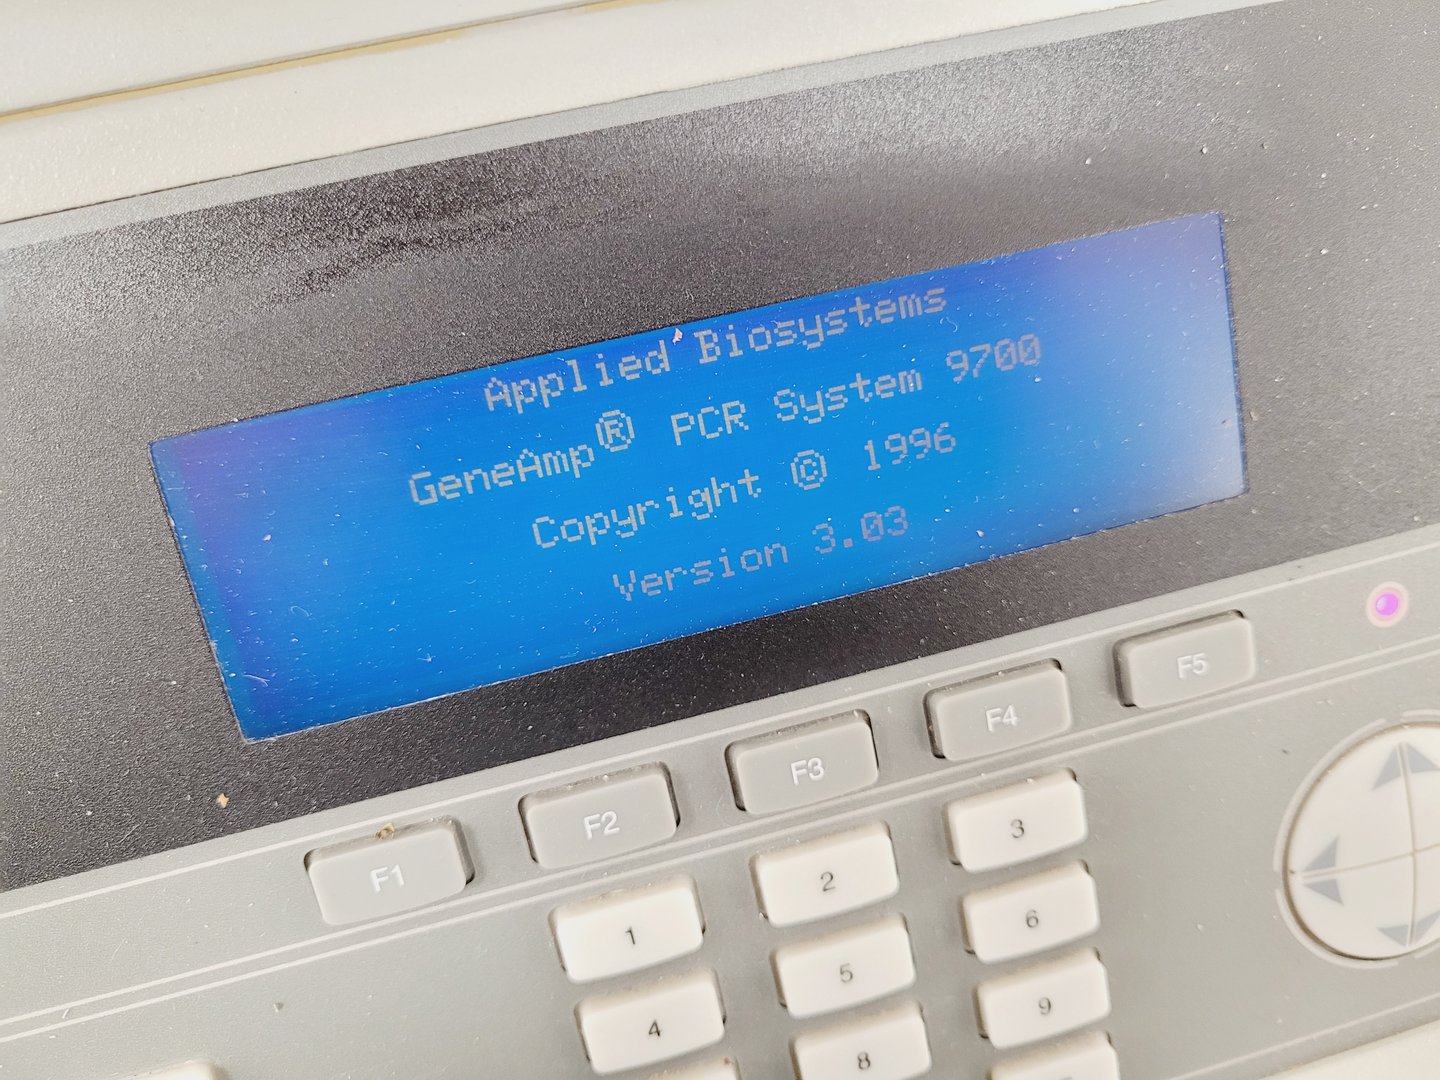 Applied Biosystems
GeneAmp® PCR System 9700
Copyright © 1996
Version 3.03
F1 F2 F3 F4 F5
1 2 3
4 5 6
8 9